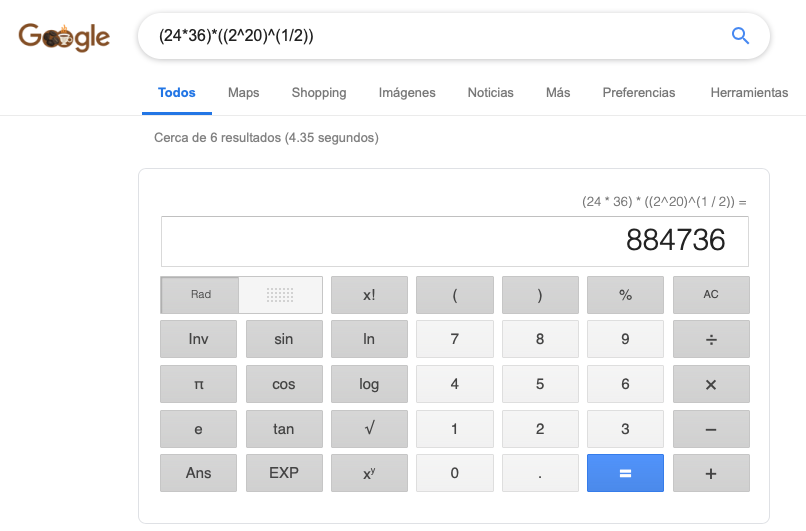 Google
(24*36)*((2^20)^(1/2))
Todos Maps Shopping Imágenes Noticias Más Preferencias Herramientas
Cerca de 6 resultados (4.35 segundos)
(24 * 36) * ((2^20)^(1 / 2)) =
884736
Rad x! ( ) % AC
Inv sin ln 7 8 9 ÷
π cos log 4 5 6 ×
e tan √ 1 2 3 −
Ans EXP xʸ 0 . = +